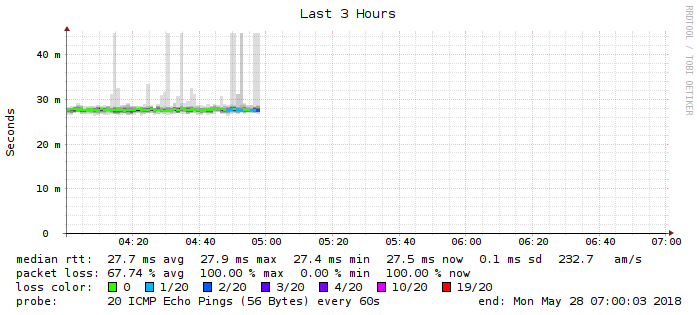 Last 3 Hours
RRDTOOL / TOBI OETIKER
Seconds
40 m
30 m
20 m
10 m
0
04:20 04:40 05:00 05:20 05:40 06:00 06:20 06:40 07:00
median rtt: 27.7 ms avg 27.9 ms max 27.4 ms min 27.5 ms now 0.1 ms sd 232.7 am/s
packet loss: 67.74 % avg 100.00 % max 0.00 % min 100.00 % now
loss color: 0 1/20 2/20 3/20 4/20 10/20 19/20
probe: 20 ICMP Echo Pings (56 Bytes) every 60s end: Mon May 28 07:00:03 2018